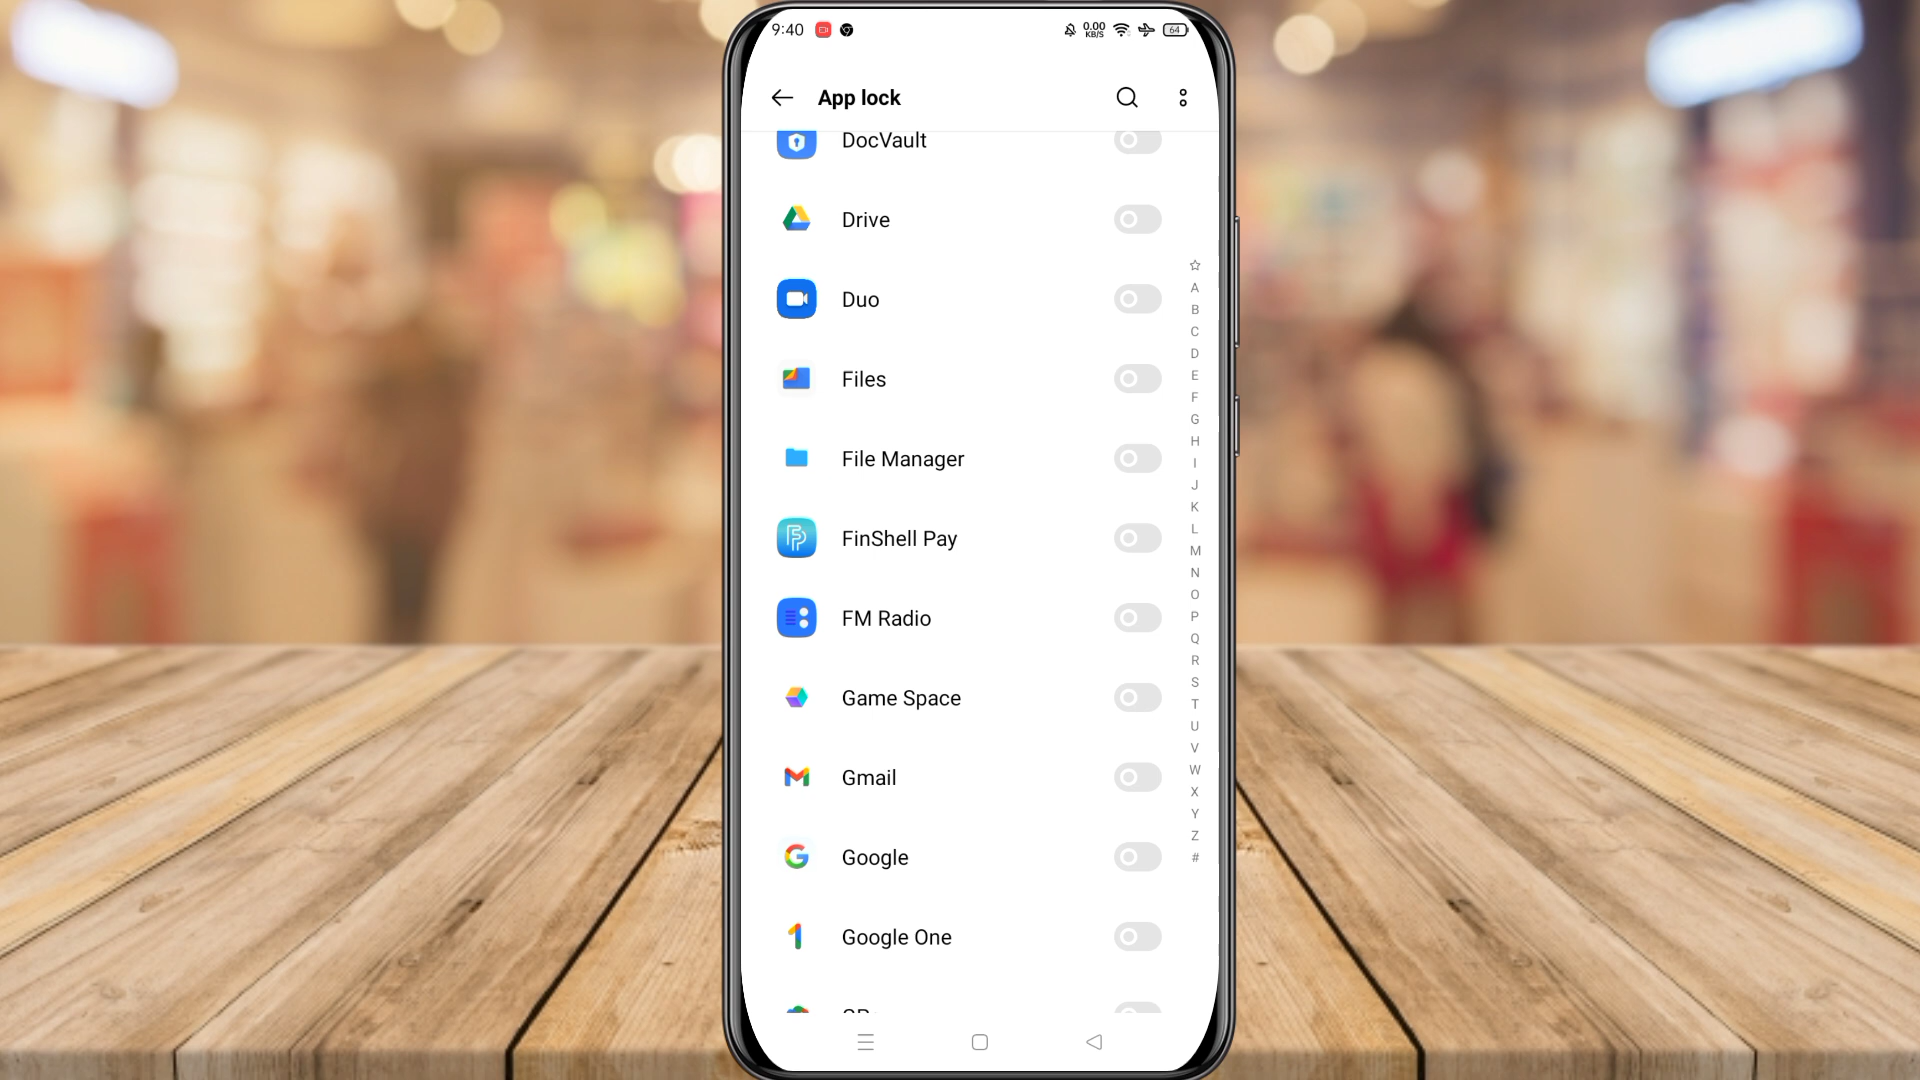 9:40
0.00
KB/S
64
App lock
DocVault
Drive
Duo
Files
File Manager
FinShell Pay
FM Radio
Game Space
Gmail
Google
Google One
A
B
C
D
E
F
G
H
I
J
K
L
M
N
O
P
Q
R
S
T
U
V
W
X
Y
Z
#